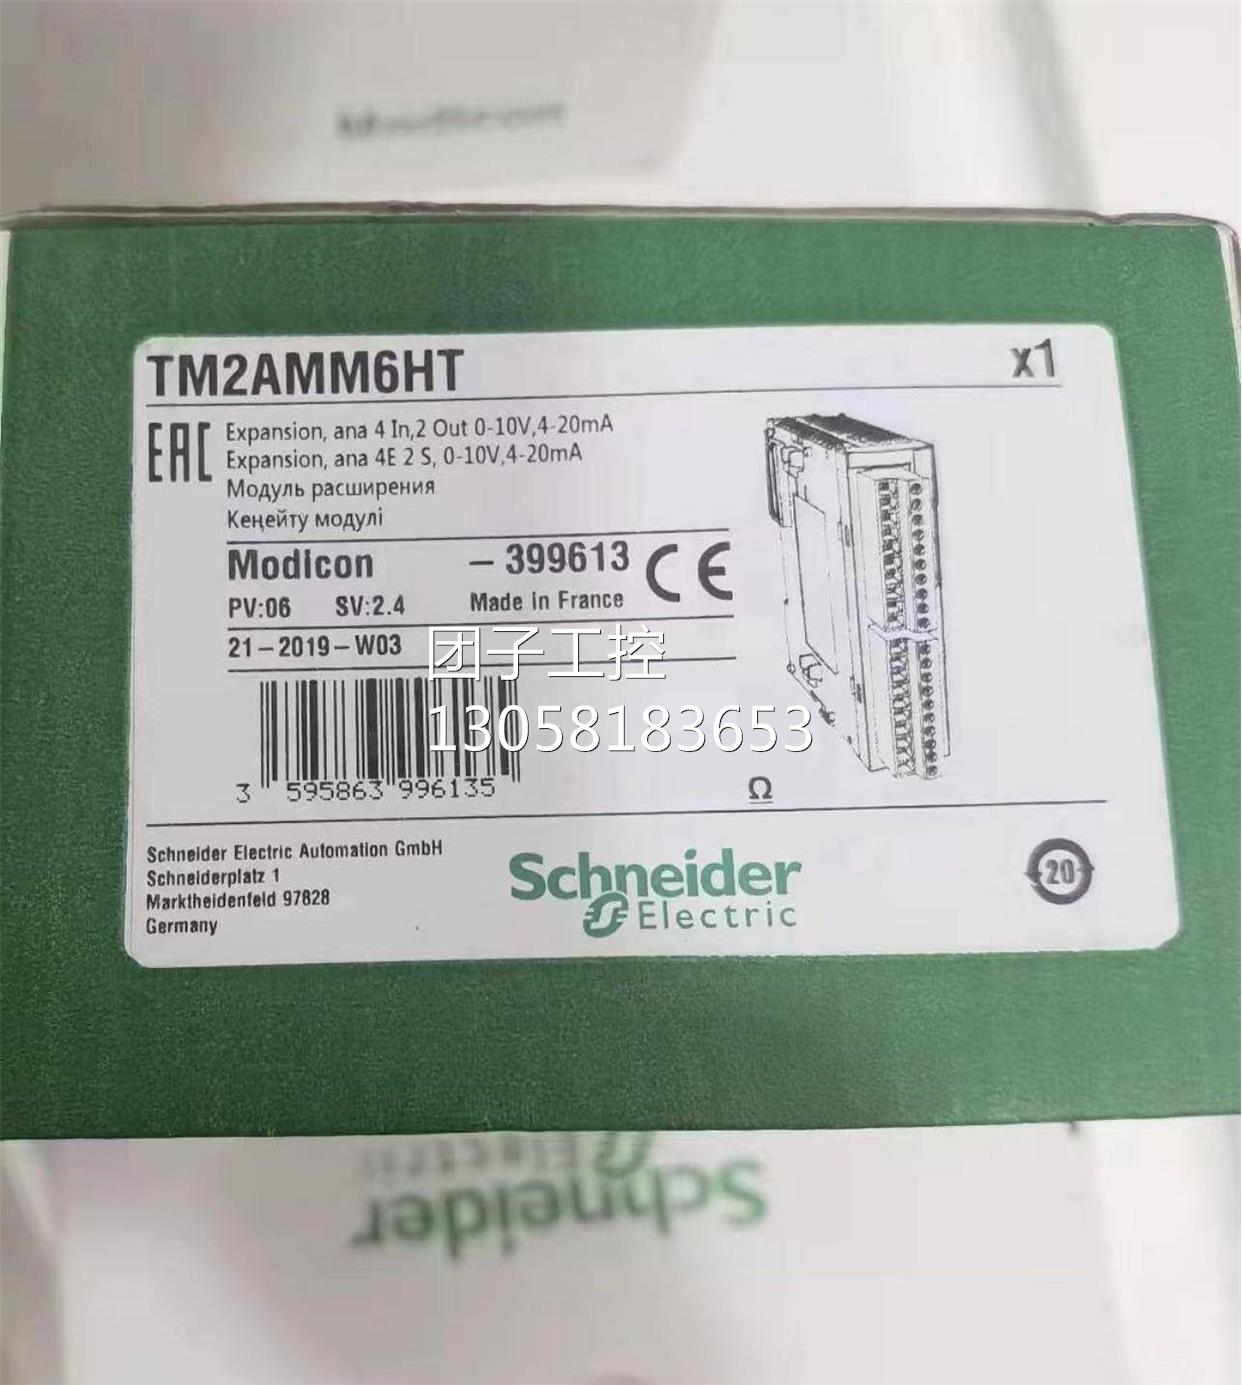 TM2AMM6HT
x1
EAC
Expansion, ana 4 In,2 Out 0-10V,4-20mA
Expansion, ana 4E 2 S, 0-10V,4-20mA
Модуль расширения
Кеңейту модулі
Modicon
-399613
CE
PV:06 SV:2.4
Made in France
21-2019-W03
团子工控
13058183653
3 595863 996135
Ω
Schneider Electric Automation GmbH
Schneiderplatz 1
Marktheidenfeld 97828
Germany
Schneider
Electric
20
Schneider
Electric